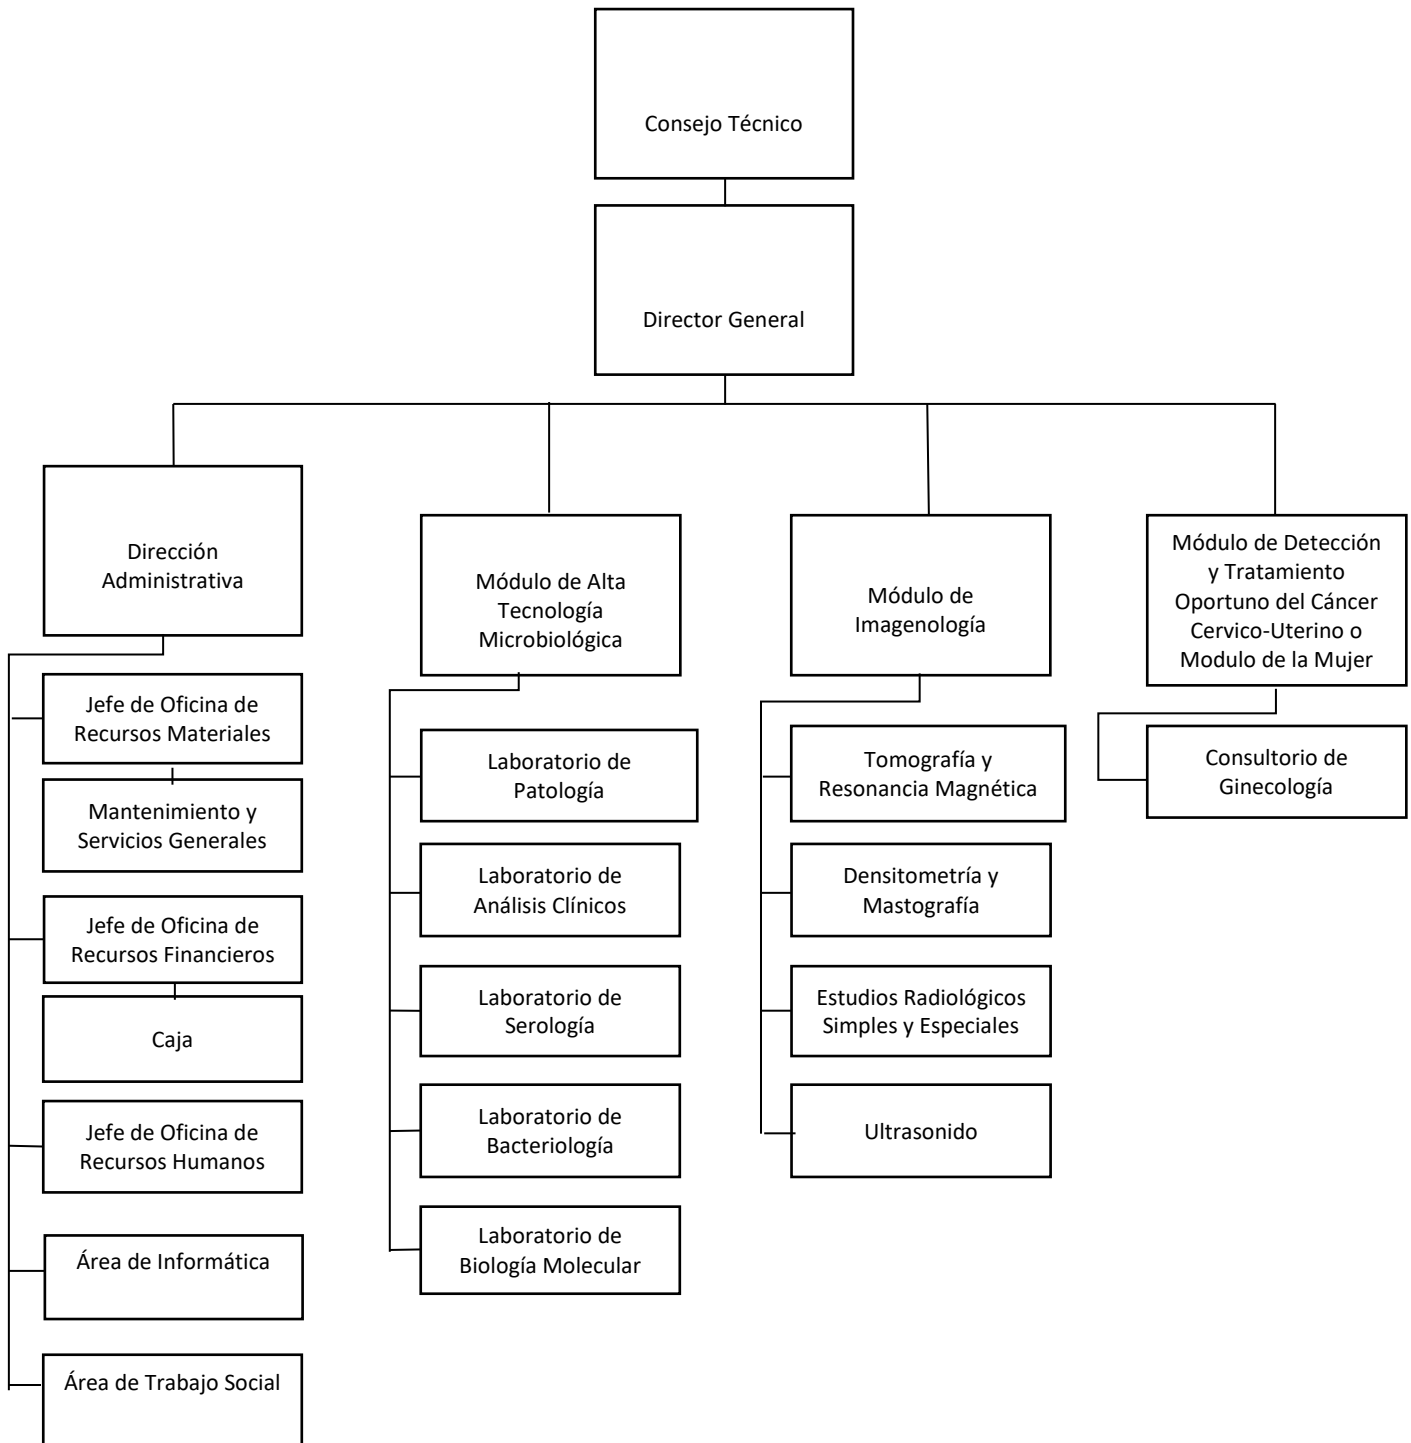 Consejo Técnico
Director General
Dirección
Administrativa
Jefe de Oficina de
Recursos Materiales
Mantenimiento y
Servicios Generales
Jefe de Oficina de
Recursos Financieros
Caja
Jefe de Oficina de
Recursos Humanos
Área de Informática
Área de Trabajo Social
Módulo de Alta
Tecnología
Microbiológica
Laboratorio de
Patología
Laboratorio de
Análisis Clínicos
Laboratorio de
Serología
Laboratorio de
Bacteriología
Laboratorio de
Biología Molecular
Módulo de
Imagenología
Tomografía y
Resonancia Magnética
Densitometría y
Mastografía
Estudios Radiológicos
Simples y Especiales
Ultrasonido
Módulo de Detección
y Tratamiento
Oportuno del Cáncer
Cervico-Uterino o
Modulo de la Mujer
Consultorio de
Ginecología